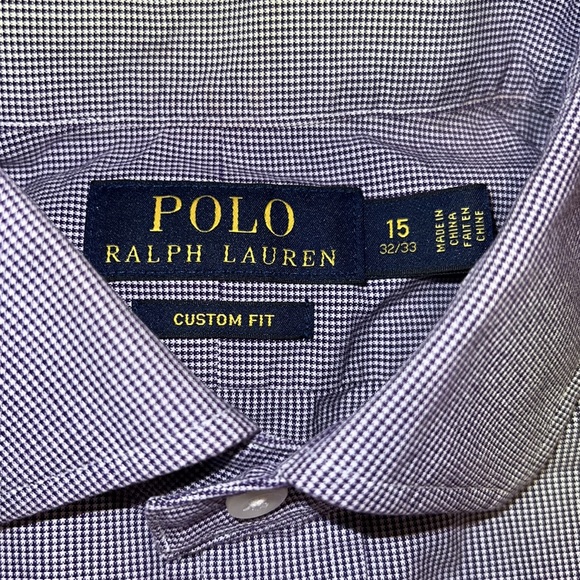 POLO
RALPH LAUREN
15
32/33
MADE IN
CHINA
FAIT EN
CHINE
CUSTOM FIT